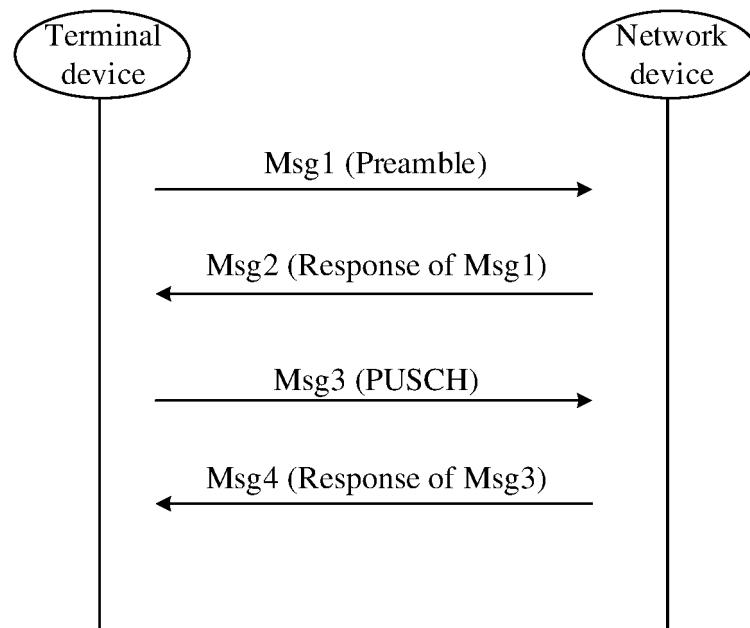 Terminal
device
Network
device
Msg1 (Preamble)
Msg2 (Response of Msg1)
Msg3 (PUSCH)
Msg4 (Response of Msg3)